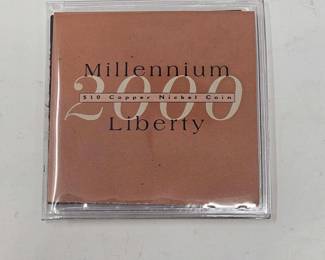 Millennium
2000
$10 Copper Nickel Coin
Liberty